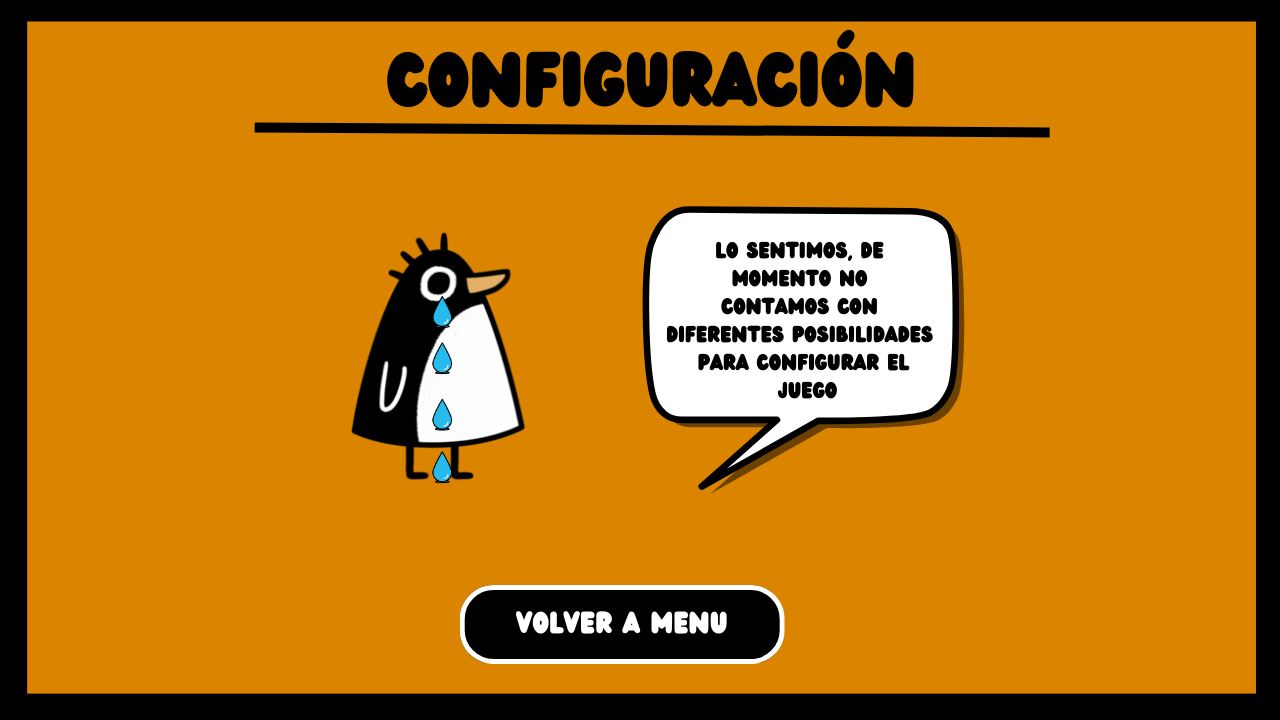 CONFIGURACIÓN
LO SENTIMOS, DE
MOMENTO NO
CONTAMOS CON
DIFERENTES POSIBILIDADES
PARA CONFIGURAR EL
JUEGO
VOLVER A MENU